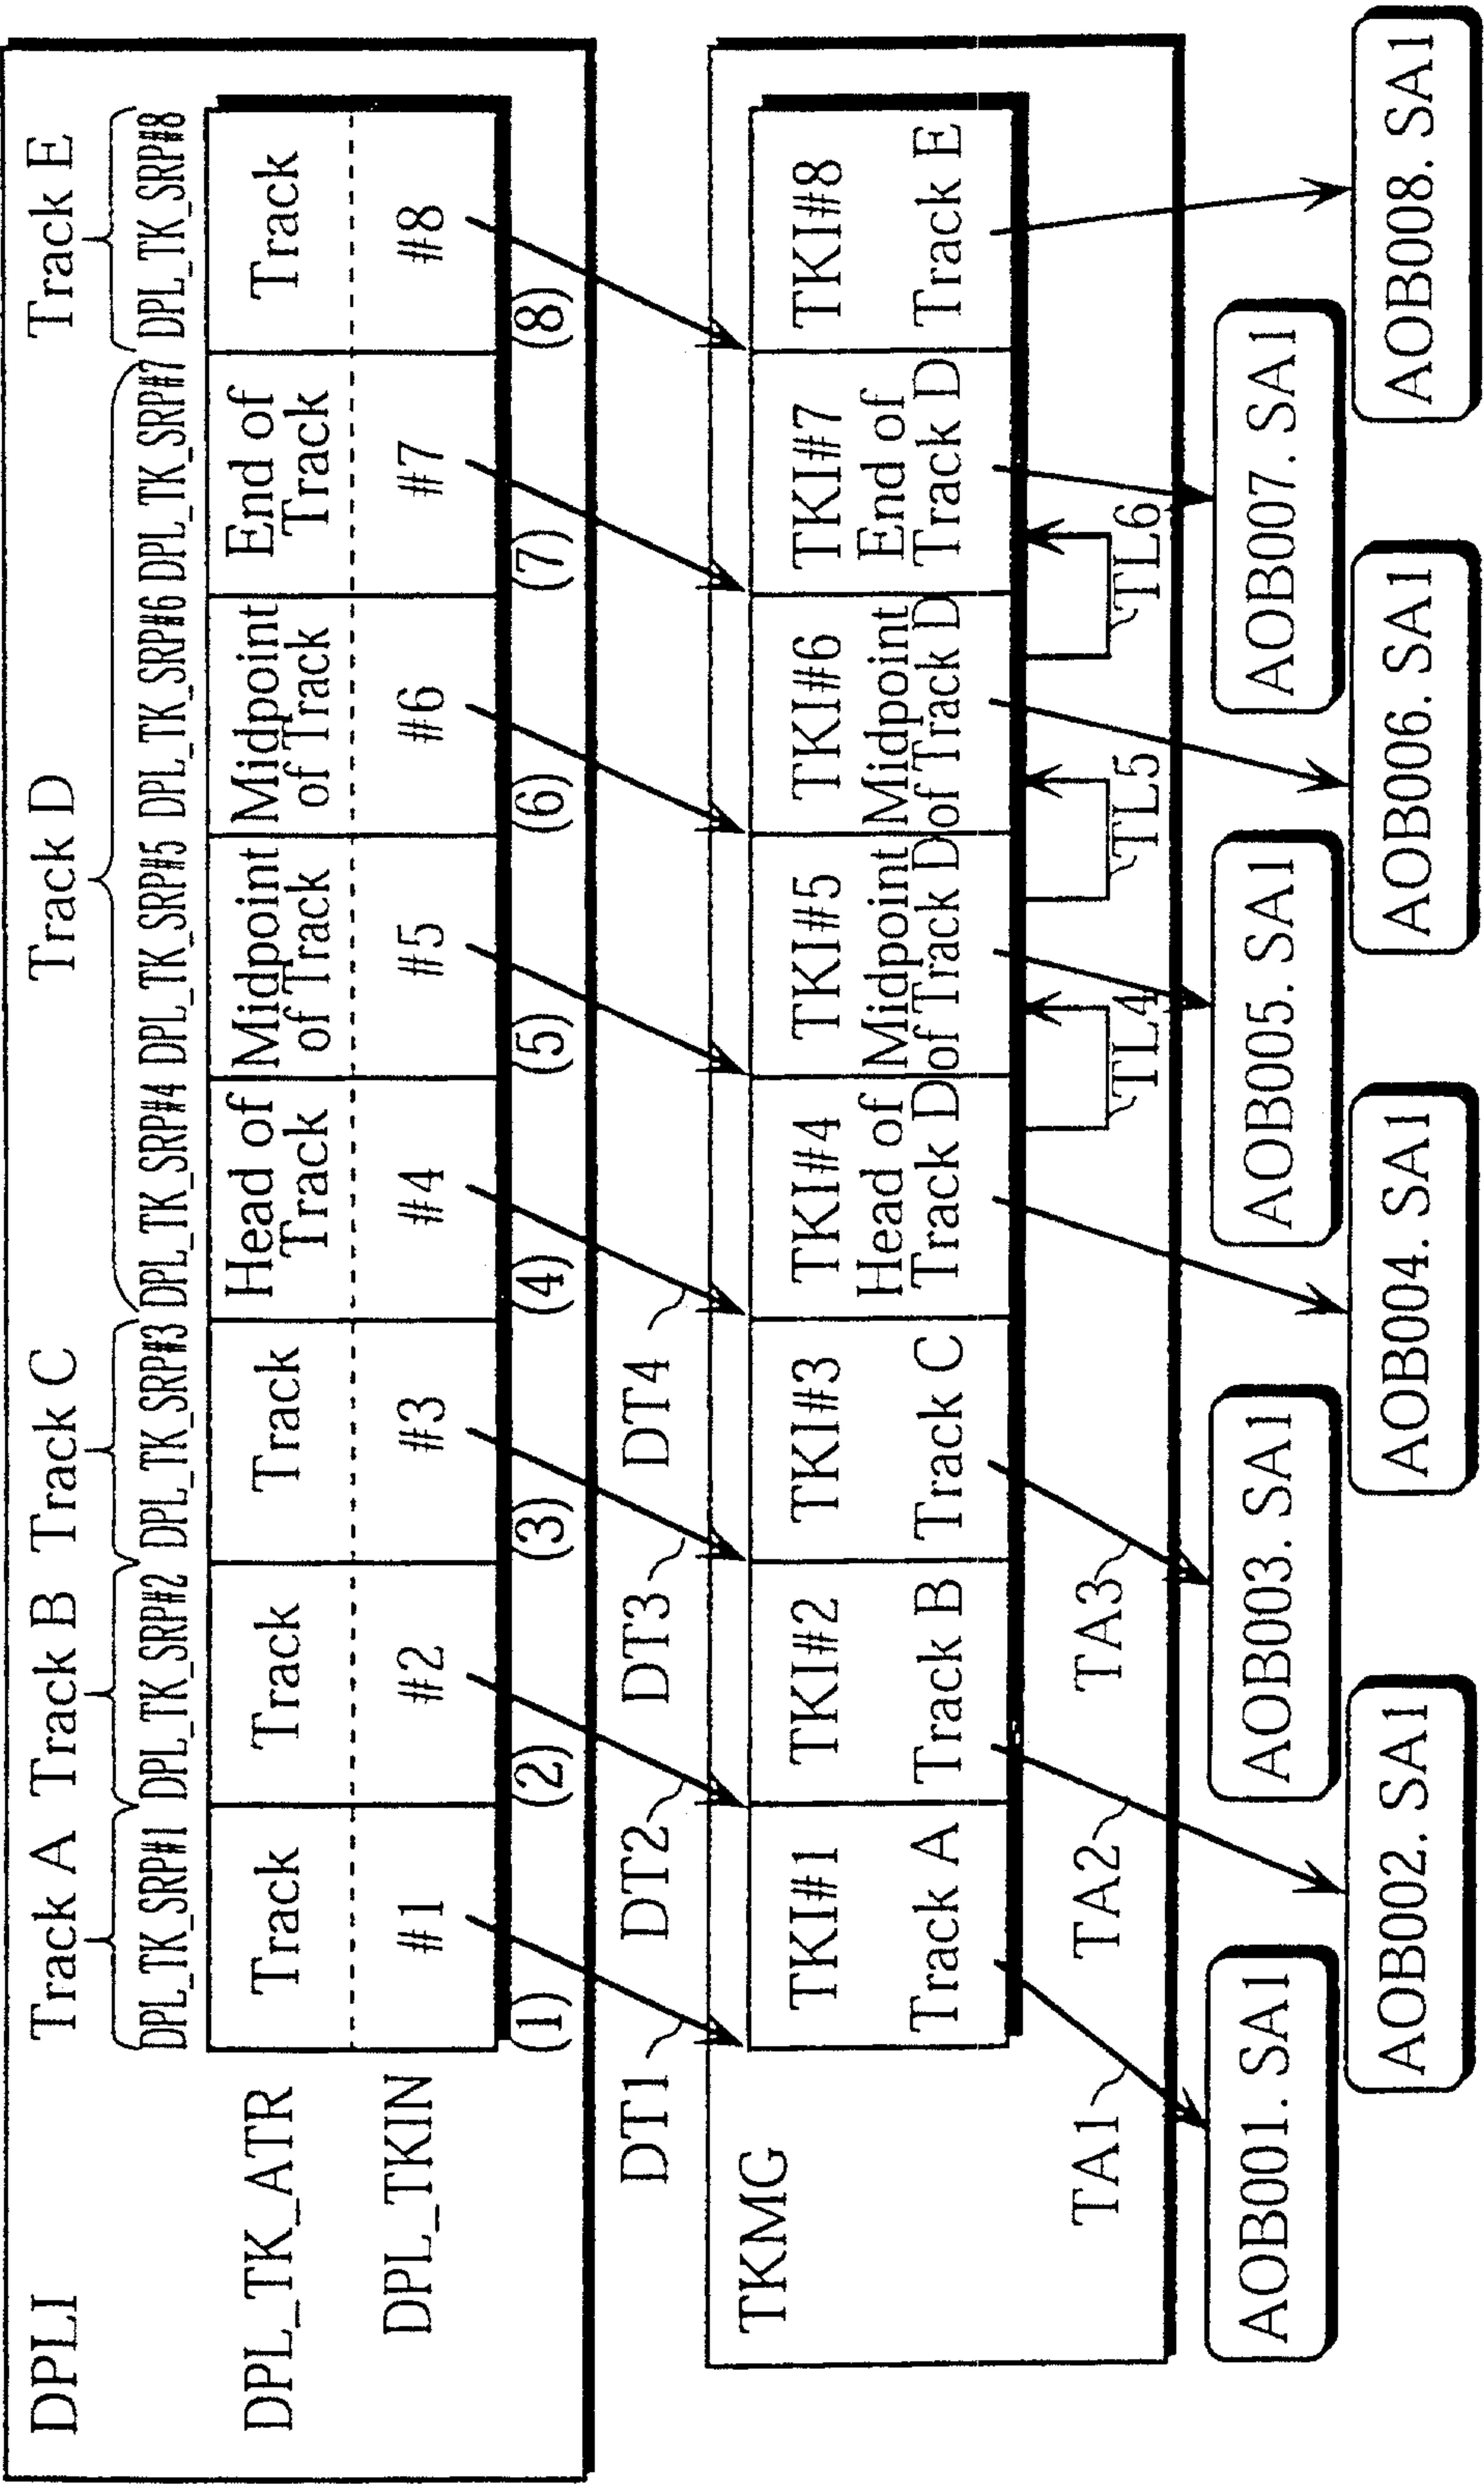 DPLI
Track A
Track B
Track C
Track D
Track E
DPL_TK_SRP#1
DPL_TK_SRP#2
DPL_TK_SRP#3
DPL_TK_SRP#4
DPL_TK_SRP#5
DPL_TK_SRP#6
DPL_TK_SRP#7
DPL_TK_SRP#8
DPL_TK_ATR
Track
Track
Track
Head of
Track
Midpoint
of Track
Midpoint
of Track
End of
Track
Track
DPL_TKIN
#1
#2
#3
#4
#5
#6
#7
#8
(1)
(2)
(3)
(4)
(5)
(6)
(7)
(8)
DT1
DT2
DT3
DT4
TKMG
TKI#1
Track A
TKI#2
Track B
TKI#3
Track C
TKI#4
Head of
Track D
TKI#5
Midpoint
of Track D
TKI#6
Midpoint
of Track D
TKI#7
End of
Track D
TKI#8
Track E
TA1
TA2
TA3
TL4
TL5
TL6
AOB001. SA1
AOB003. SA1
AOB005. SA1
AOB007. SA1
AOB002. SA1
AOB004. SA1
AOB006. SA1
AOB008. SA1